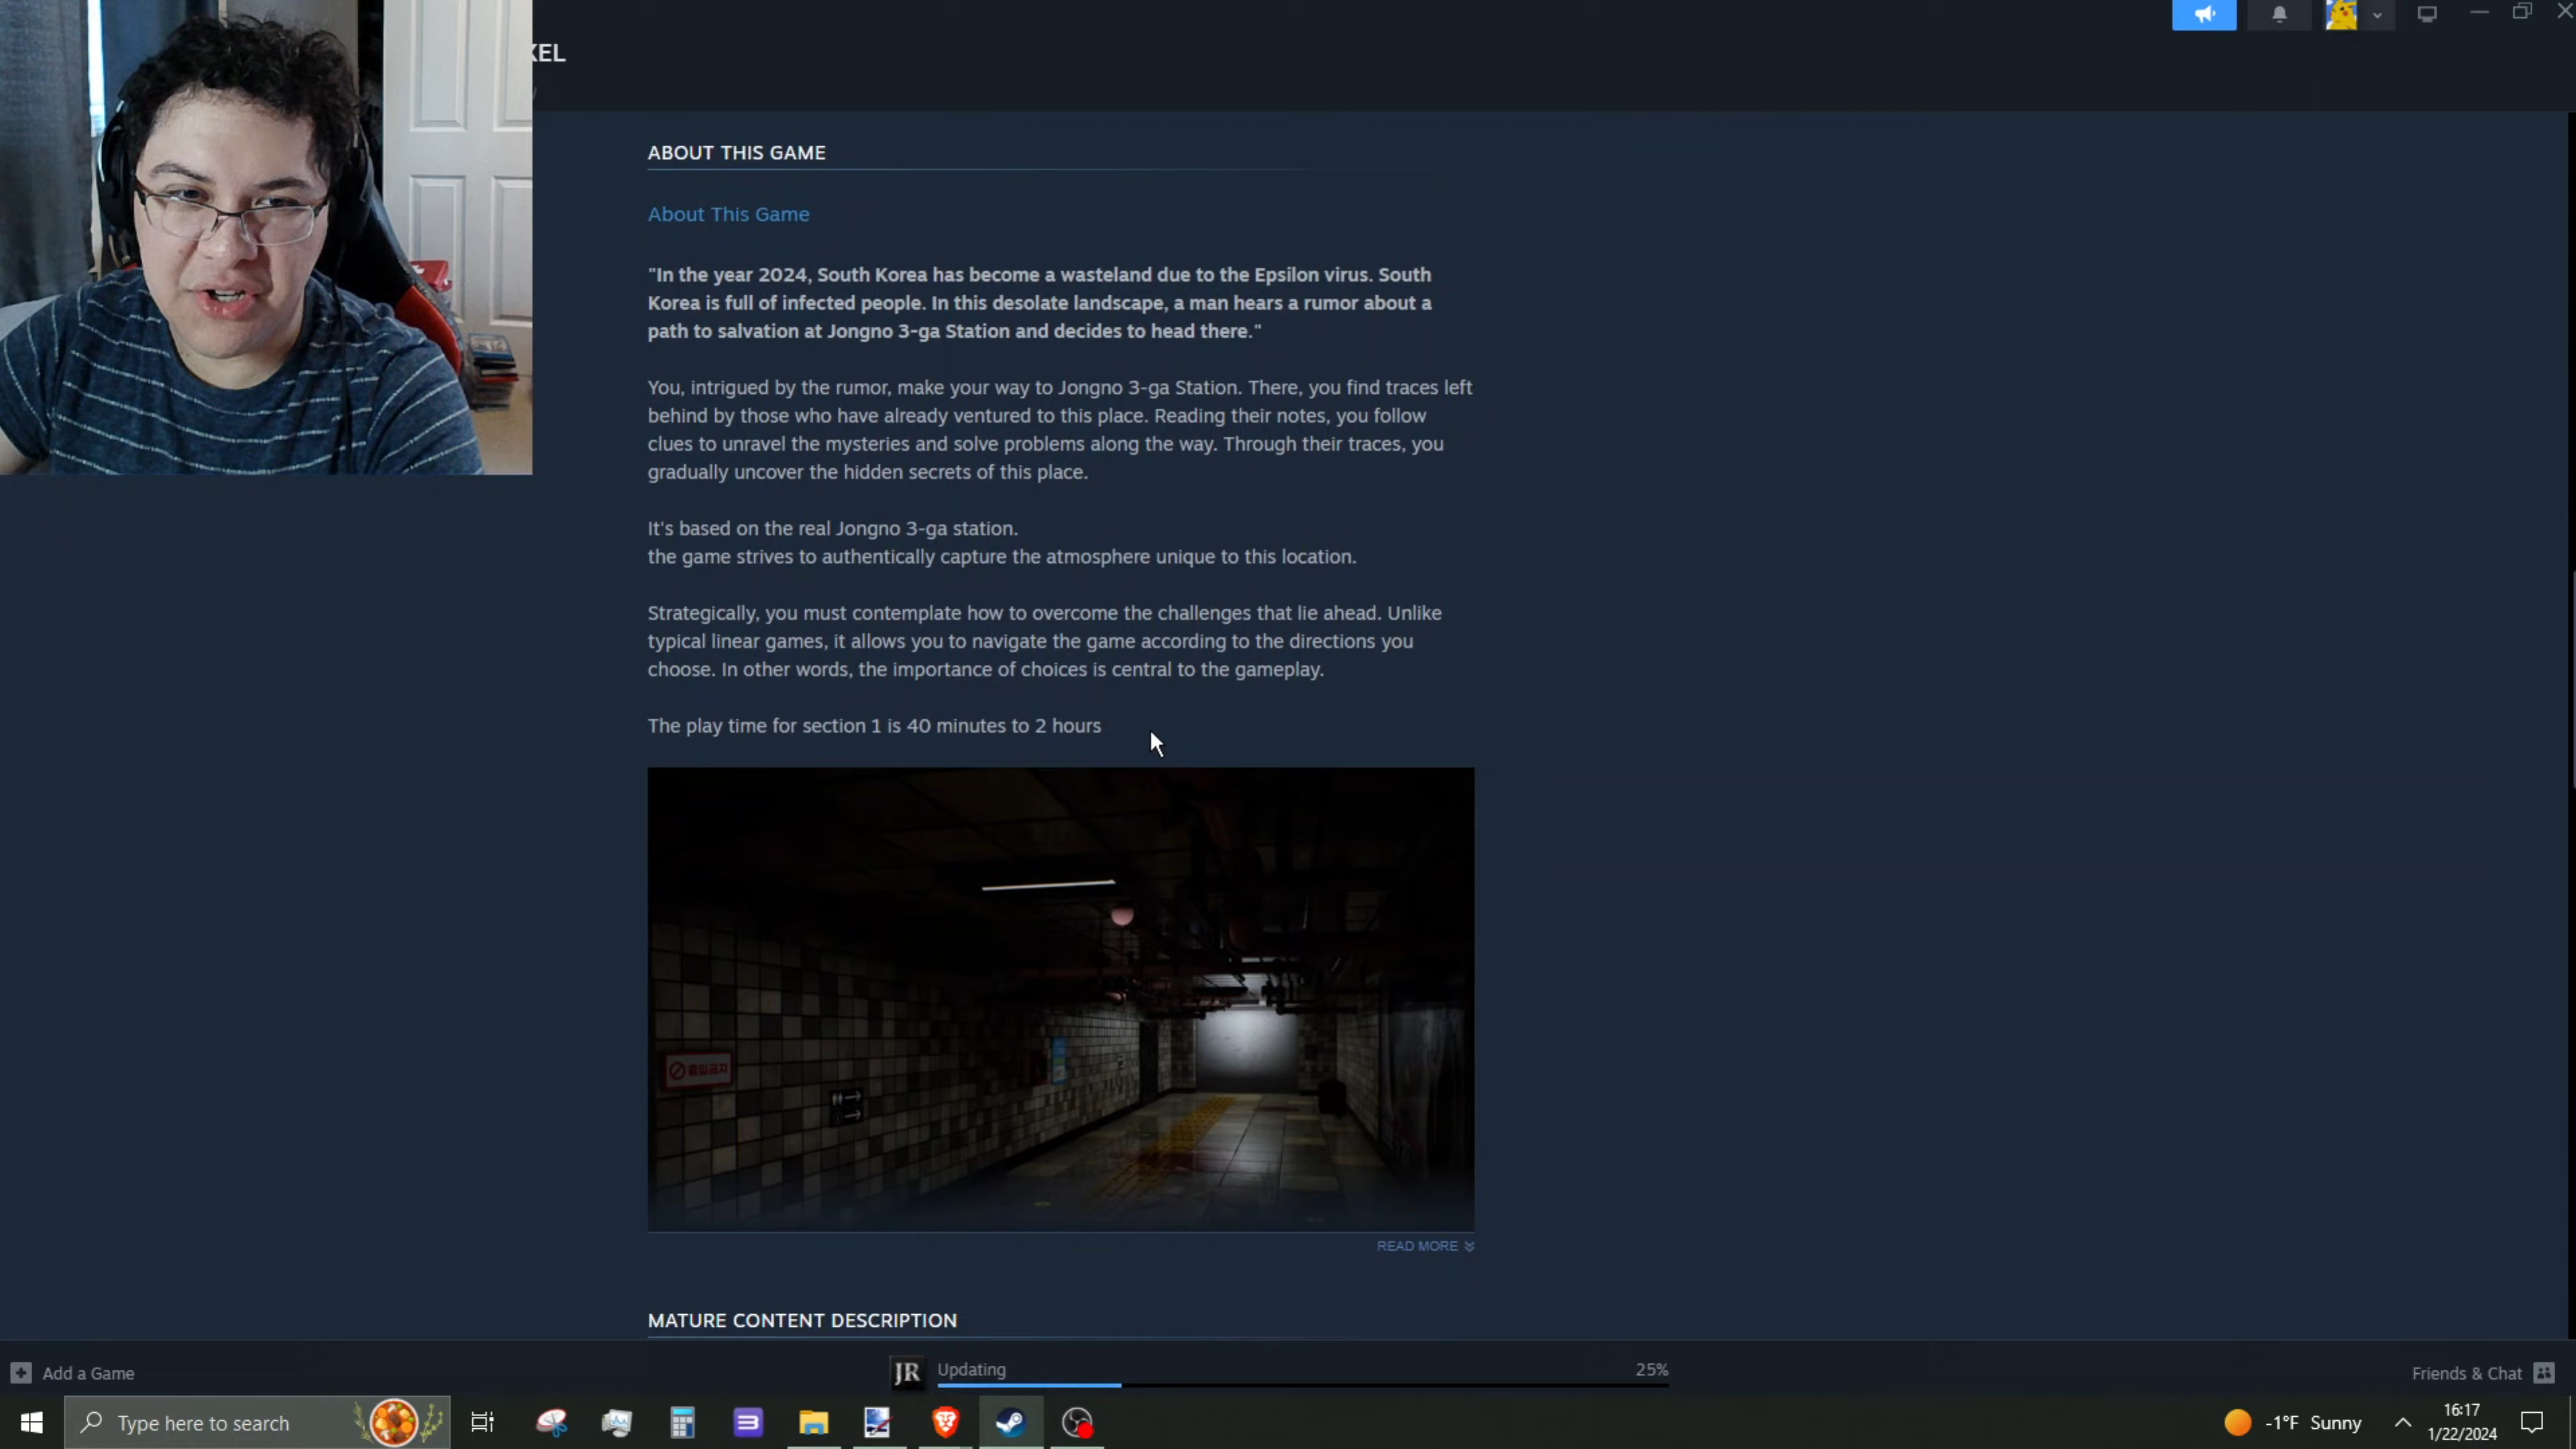 KEL
ABOUT THIS GAME
About This Game
"In the year 2024, South Korea has become a wasteland due to the Epsilon virus. South
Korea is full of infected people. In this desolate landscape, a man hears a rumor about a
path to salvation at Jongno 3-ga Station and decides to head there."
You, intrigued by the rumor, make your way to Jongno 3-ga Station. There, you find traces left
behind by those who have already ventured to this place. Reading their notes, you follow
clues to unravel the mysteries and solve problems along the way. Through their traces, you
gradually uncover the hidden secrets of this place.
It's based on the real Jongno 3-ga station.
the game strives to authentically capture the atmosphere unique to this location.
Strategically, you must contemplate how to overcome the challenges that lie ahead. Unlike
typical linear games, it allows you to navigate the game according to the directions you
choose. In other words, the importance of choices is central to the gameplay.
The play time for section 1 is 40 minutes to 2 hours
출입금지
READ MORE
MATURE CONTENT DESCRIPTION
Add a Game
JR
Updating
25%
Friends & Chat
Type here to search
-1°F Sunny
16:17
1/22/2024